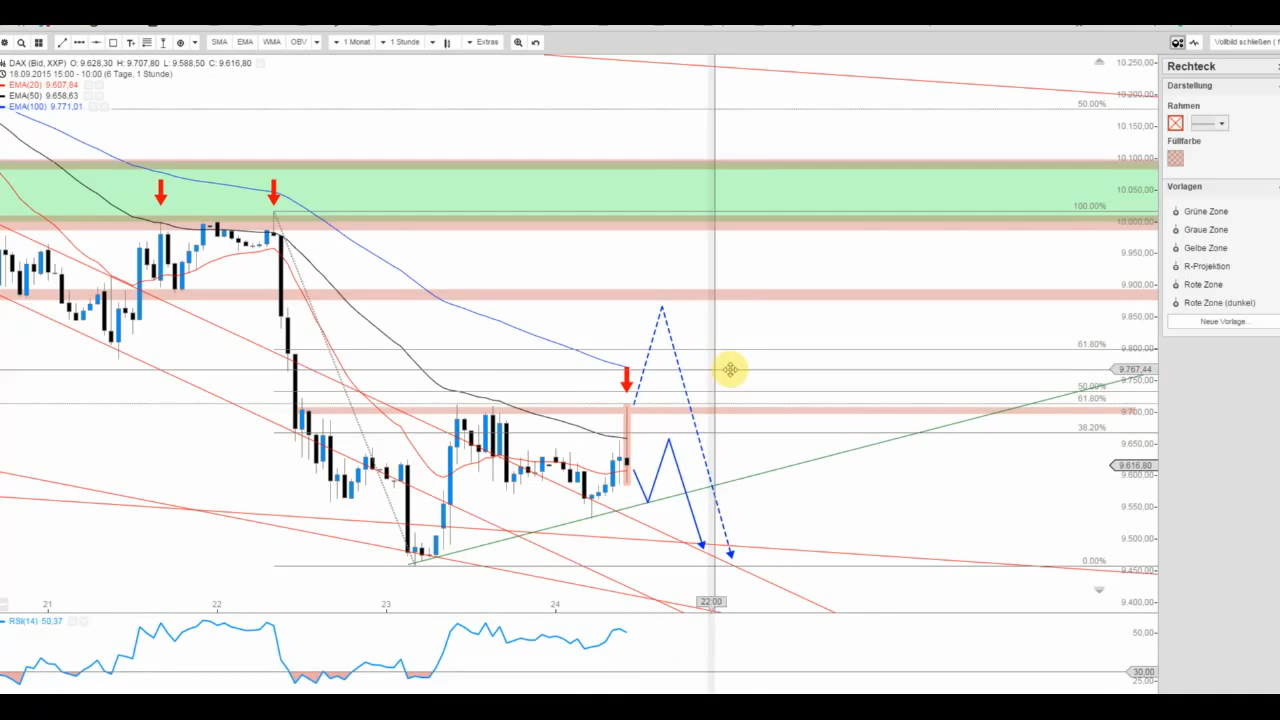 SMA EMA WMA OBV 1 Monat 1 Stunde Extras Vollbild schließen (
DAX (Bid, XXP) O: 9.628,30 H: 9.707,80 L: 9.588,50 C: 9.616,80
18.09.2015 15:00 - 10:00 (6 Tage, 1 Stunde)
EMA(20) 9.607,84
EMA(50) 9.658,63
EMA(100) 9.771,01
Rechteck
Darstellung
Rahmen
Füllfarbe
Vorlagen
Grüne Zone
Graue Zone
Gelbe Zone
R-Projektion
Rote Zone
Rote Zone (dunkel)
Neue Vorlage...
10.250,00
10.200,00
50.00%
10.150,00
10.100,00
10.050,00
100.00%
10.000,00
9.950,00
9.900,00
9.850,00
61.80%
9.800,00
9.767,44
9.750,00
50.00%
61.80%
9.700,00
38.20%
9.650,00
9.616,80
9.600,00
9.550,00
9.500,00
0.00%
9.450,00
9.400,00
21 22 23 24 22:00
RSI(14) 50,37
50,00
30,00
25,00